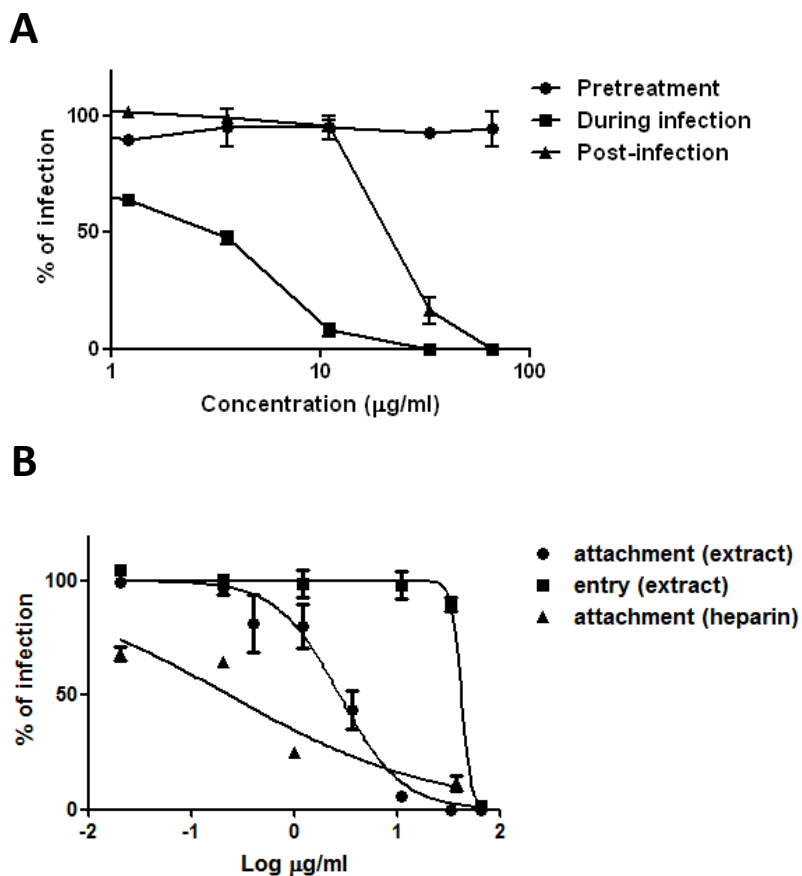 A
100
50
0
% of infection
1
10
100
Concentration (µg/ml)
Pretreatment
During infection
Post-infection
B
100
50
0
% of infection
-2
-1
0
1
2
Log µg/ml
attachment (extract)
entry (extract)
attachment (heparin)